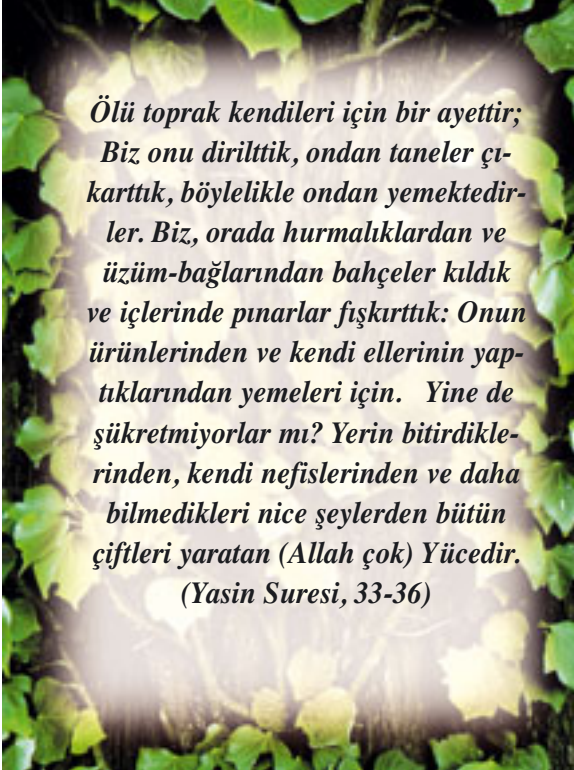 Ölü toprak kendileri için bir ayettir;
Biz onu dirilttik, ondan taneler çı-
karttık, böylelikle ondan yemektedir-
ler. Biz, orada hurmalıklardan ve
üzüm-bağlarından bahçeler kıldık
ve içlerinde pınarlar fışkırttık: Onun
ürünlerinden ve kendi ellerinin yap-
tıklarından yemeleri için.   Yine de
şükretmiyorlar mı? Yerin bitirdikle-
rinden, kendi nefislerinden ve daha
bilmedikleri nice şeylerden bütün
çiftleri yaratan (Allah çok) Yücedir.
(Yasin Suresi, 33-36)